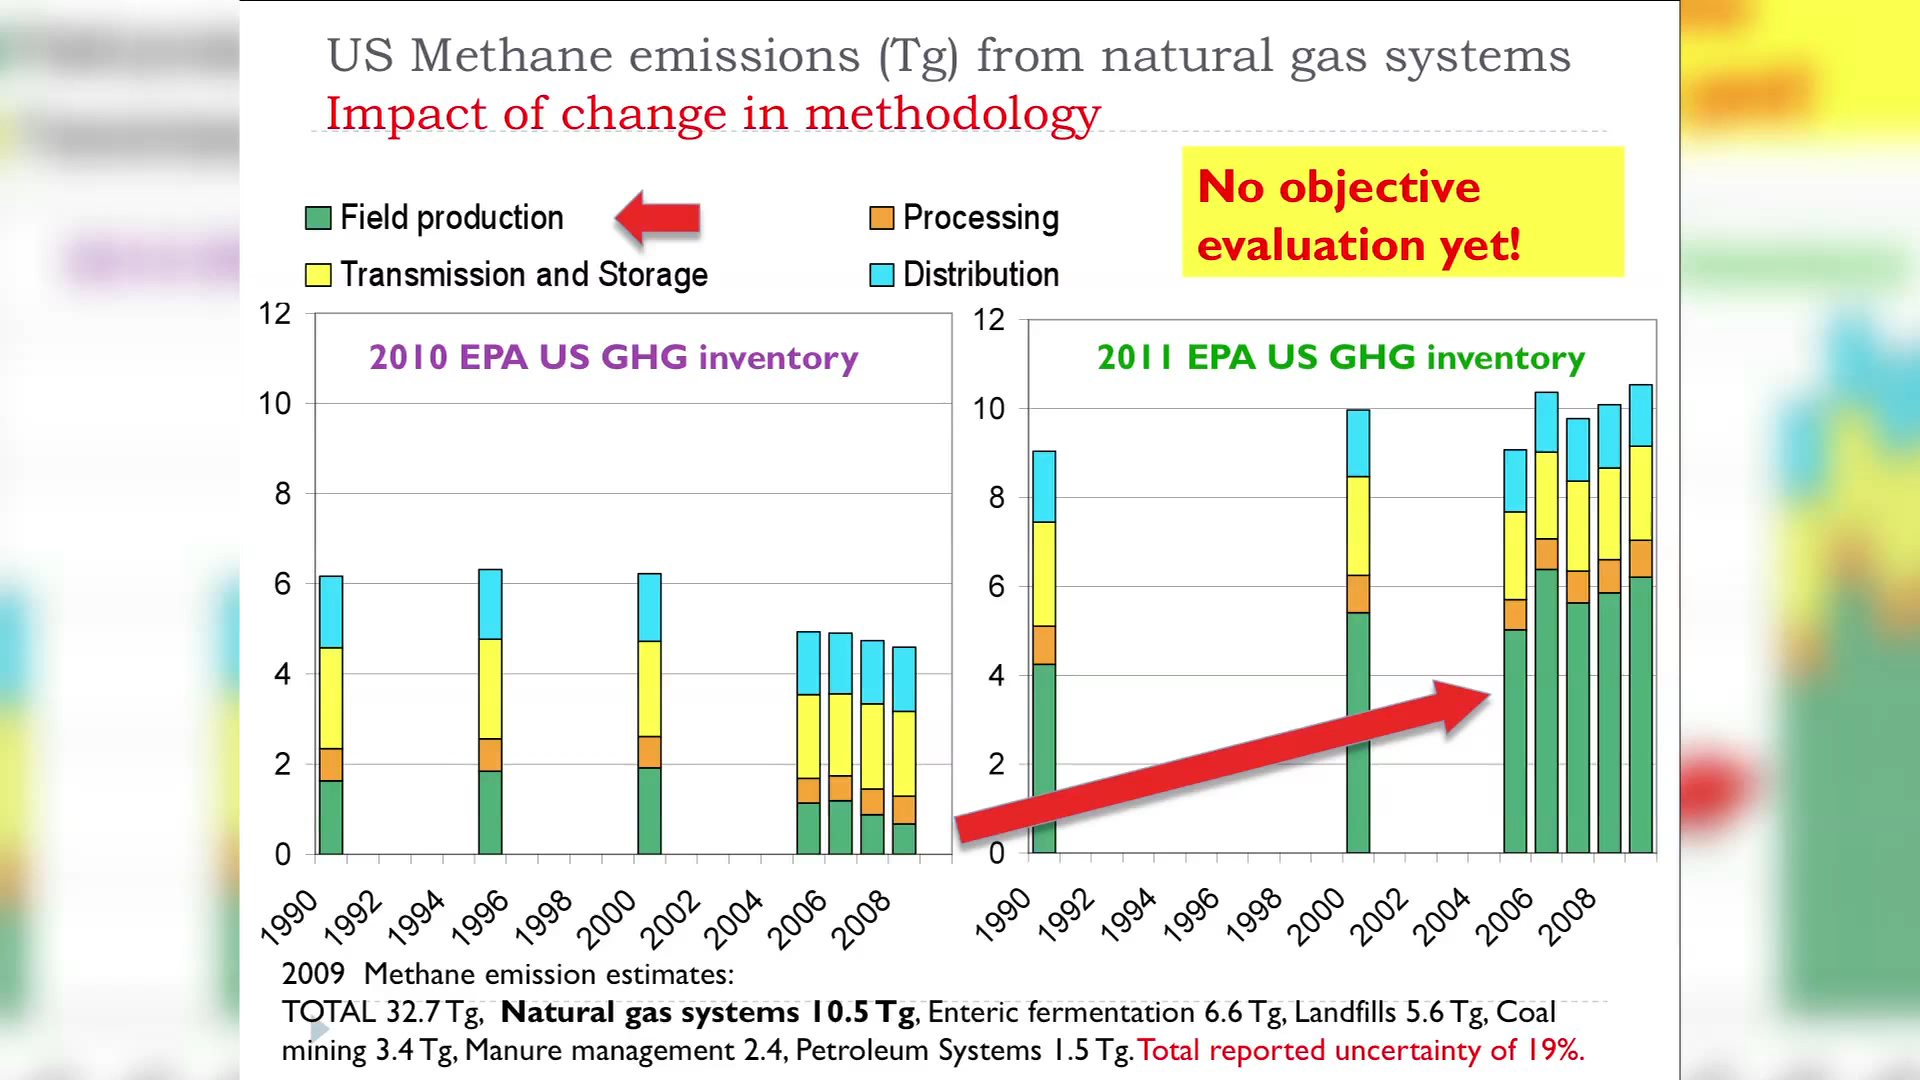 US Methane emissions (Tg) from natural gas systems
Impact of change in methodology
No objective
evaluation yet!
Field production
Processing
Transmission and Storage
Distribution
2010 EPA US GHG inventory
12
10
8
6
4
2
0
1990 1992 1994 1996 1998 2000 2002 2004 2006 2008
2011 EPA US GHG inventory
12
10
8
6
4
2
0
1990 1992 1994 1996 1998 2000 2002 2004 2006 2008
2009 Methane emission estimates:
TOTAL 32.7 Tg, Natural gas systems 10.5 Tg, Enteric fermentation 6.6 Tg, Landfills 5.6 Tg, Coal
mining 3.4 Tg, Manure management 2.4, Petroleum Systems 1.5 Tg. Total reported uncertainty of 19%.